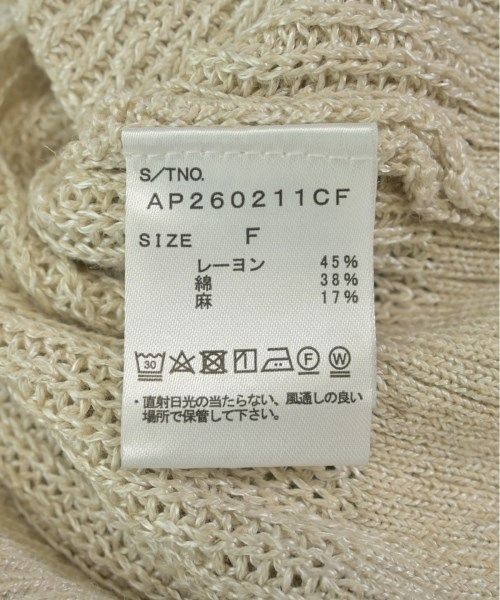 S/TNO.
AP260211CF
SIZE F
レーヨン 45%
綿 38%
麻 17%
30 F W
・直射日光の当たらない、風通しの良い
場所で保管して下さい。